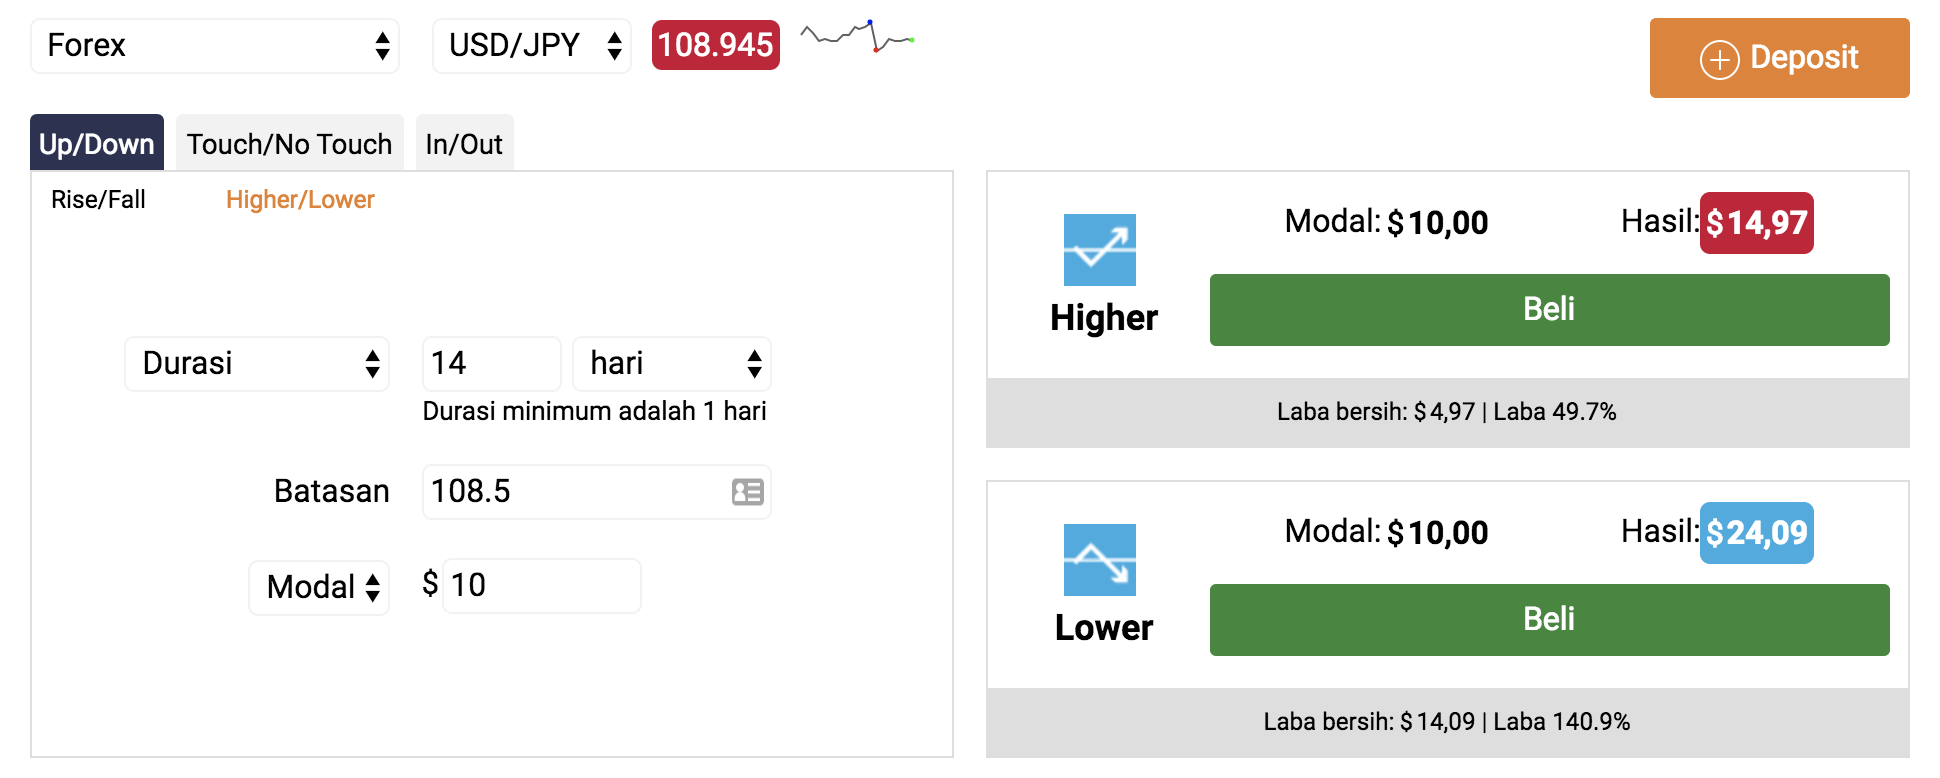 Forex
USD/JPY
108.945
Deposit
Up/Down
Touch/No Touch
In/Out
Rise/Fall
Higher/Lower
Durasi
14
hari
Durasi minimum adalah 1 hari
Batasan
108.5
Modal
$ 10
Modal: $10,00
Hasil: $14,97
Higher
Beli
Laba bersih: $4,97 | Laba 49.7%
Modal: $10,00
Hasil: $24,09
Lower
Beli
Laba bersih: $14,09 | Laba 140.9%